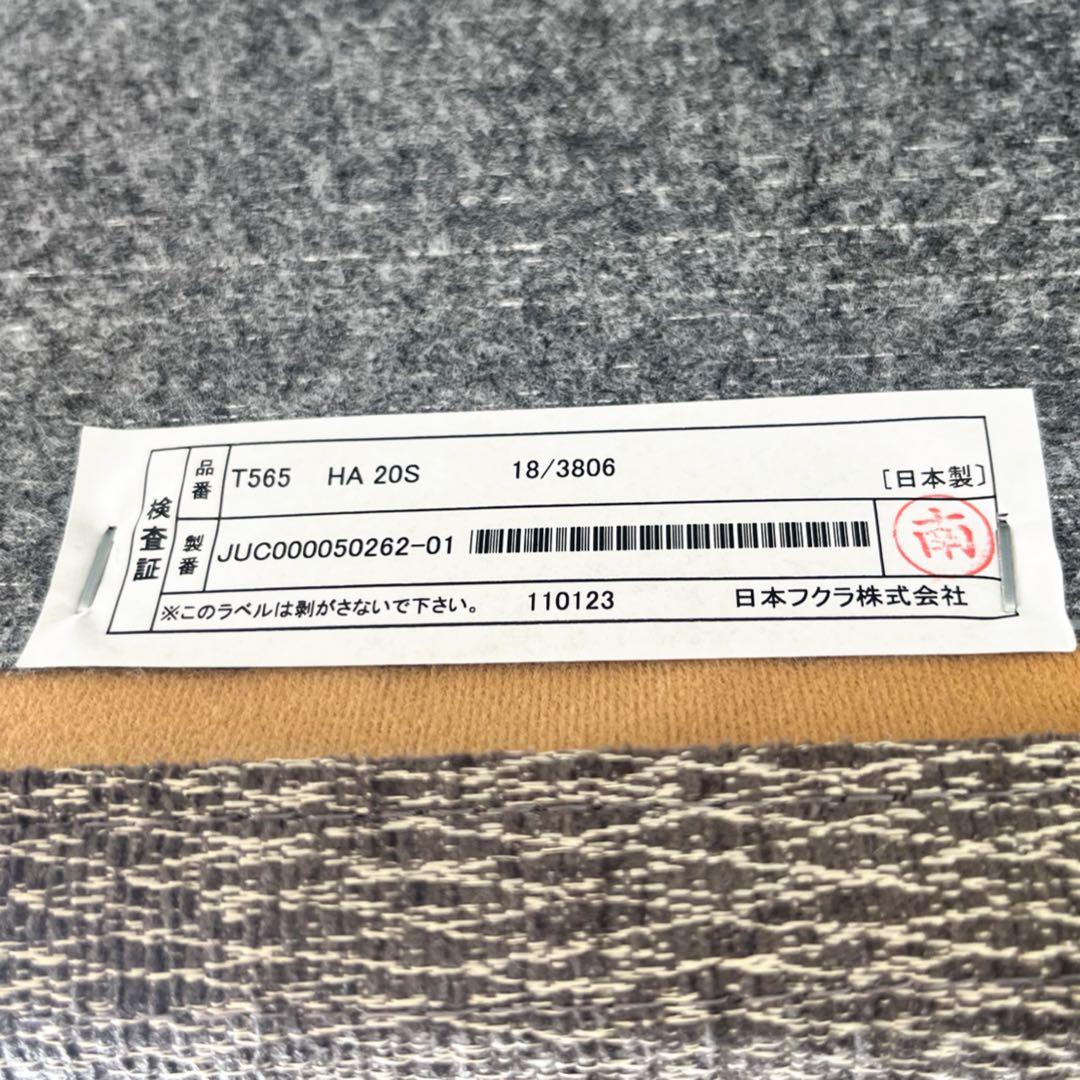 検査証
品番 T565 HA 20S 18/3806 [日本製]
製番 JUC000050262-01 南
※このラベルは剥がさないで下さい。 110123 日本フクラ株式会社